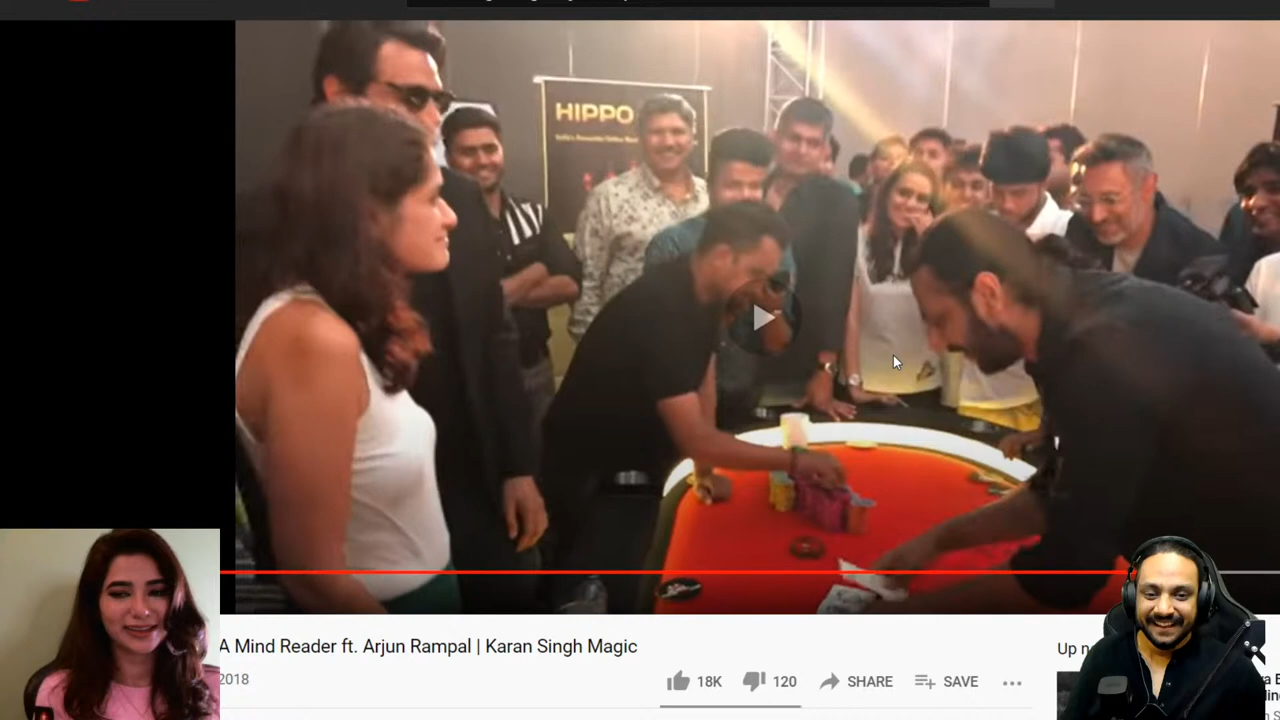 HIPPO
A Mind Reader ft. Arjun Rampal | Karan Singh Magic
2018
18K
120
SHARE
SAVE
Up n